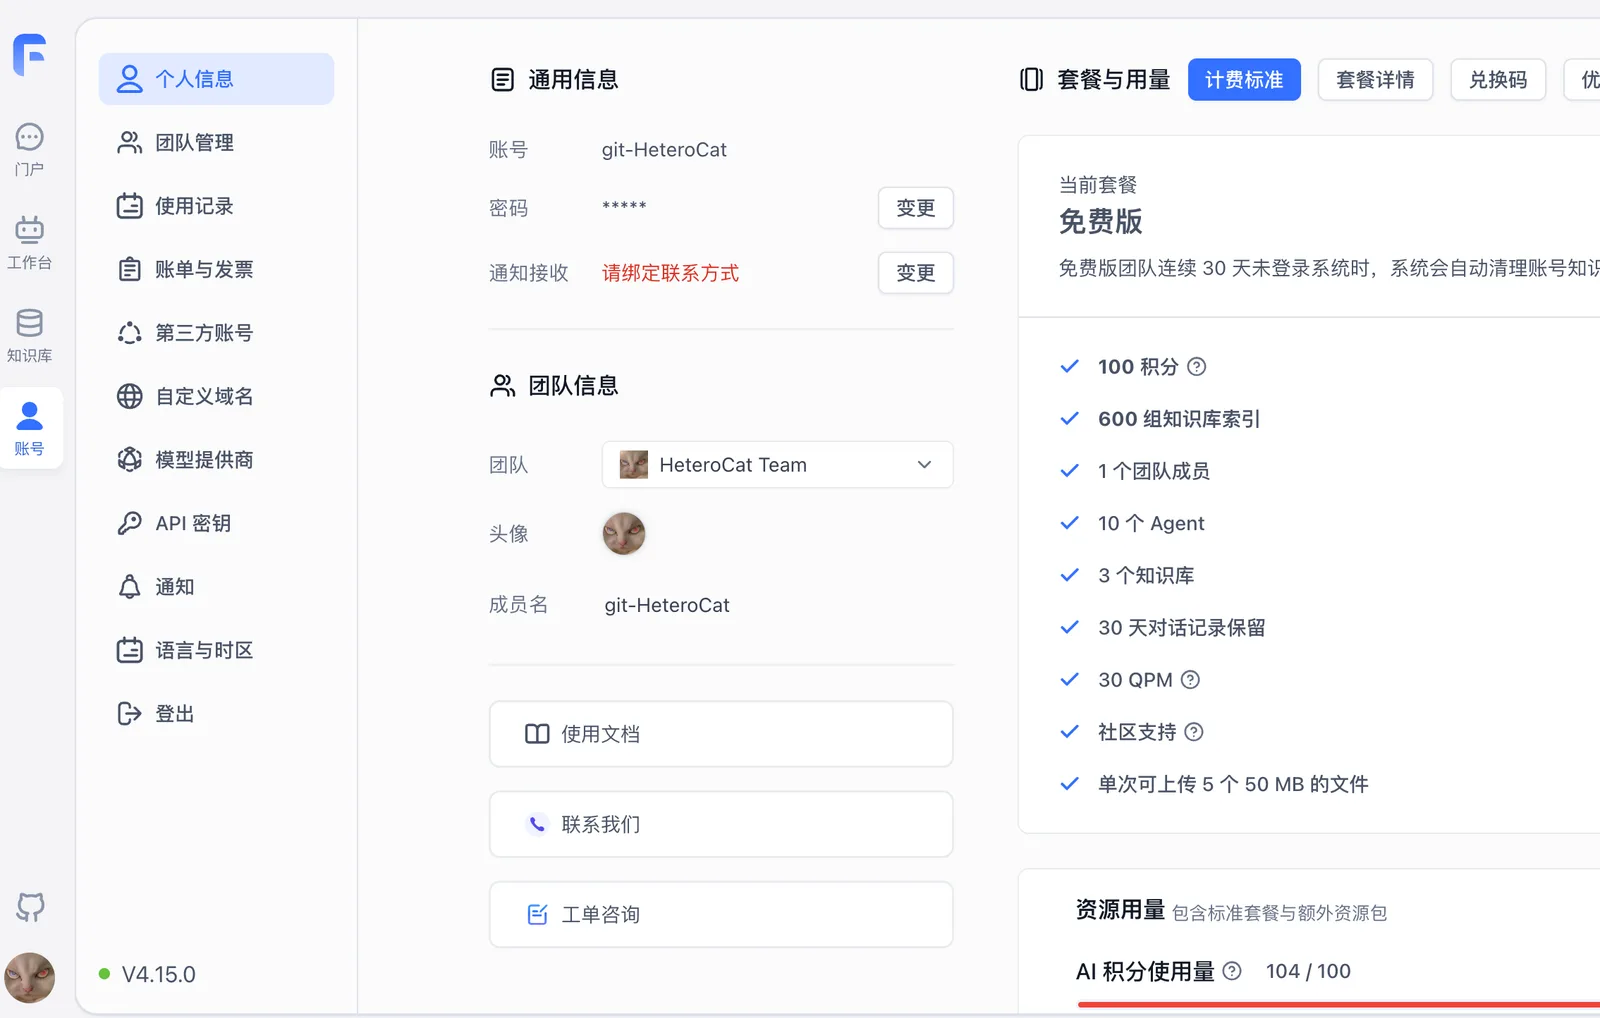 门户
工作台
知识库
账号
个人信息
团队管理
使用记录
账单与发票
第三方账号
自定义域名
模型提供商
API 密钥
通知
语言与时区
登出
V4.15.0
通用信息
账号 git-HeteroCat
密码 ***** 变更
通知接收 请绑定联系方式 变更
团队信息
团队 HeteroCat Team
头像
成员名 git-HeteroCat
使用文档
联系我们
工单咨询
套餐与用量 计费标准 套餐详情 兑换码 优
当前套餐
免费版
免费版团队连续 30 天未登录系统时，系统会自动清理账号知识
100 积分
600 组知识库索引
1 个团队成员
10 个 Agent
3 个知识库
30 天对话记录保留
30 QPM
社区支持
单次可上传 5 个 50 MB 的文件
资源用量 包含标准套餐与额外资源包
AI 积分使用量 104 / 100